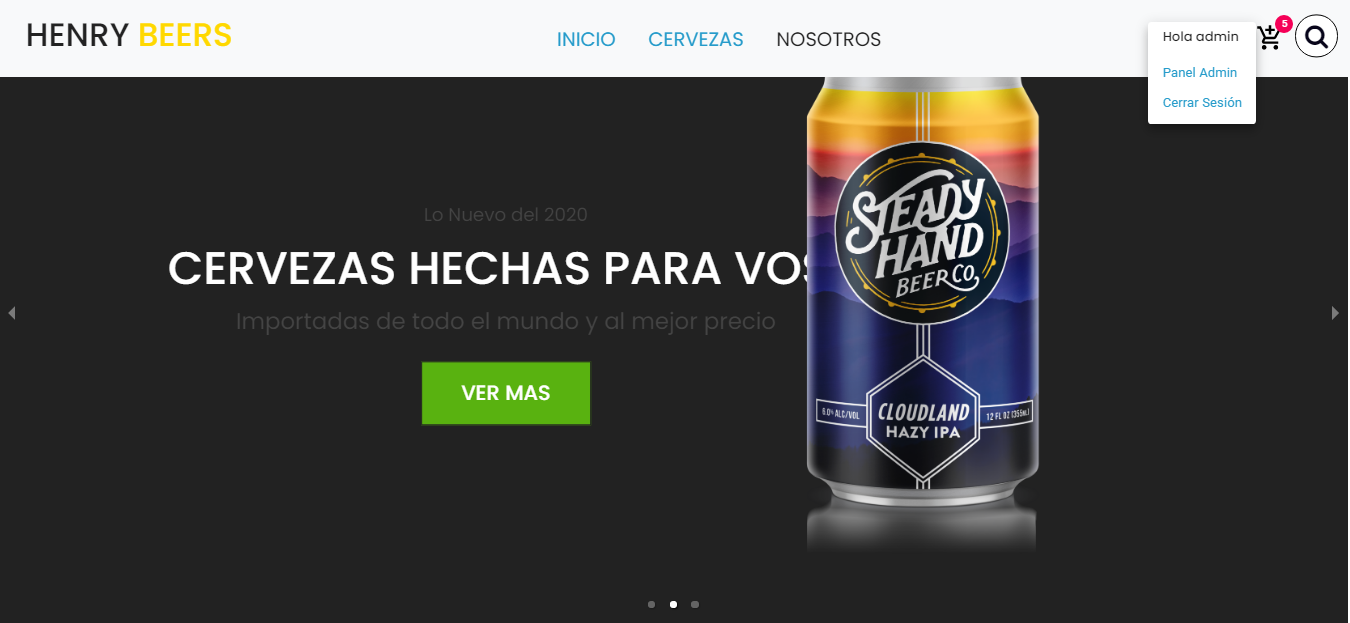 HENRY BEERS
INICIO CERVEZAS NOSOTROS
5
Hola admin
Panel Admin
Cerrar Sesión
Lo Nuevo del 2020
CERVEZAS HECHAS PARA VOS
Importadas de todo el mundo y al mejor precio
VER MAS
STEADY
HAND
BEER CO.
6.0% ALC/VOL
CLOUDLAND
HAZY IPA
12 FL OZ (355mL)